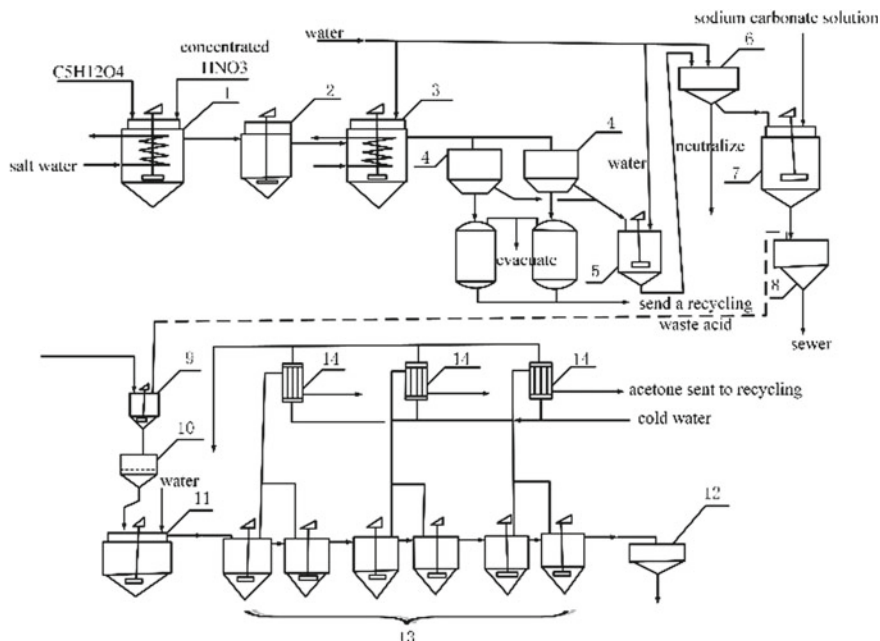 sodium carbonate solution
water
6
concentrated
HNO3
C5H12O4
1
2
3
4
4
water
neutralize
7
salt water
evacuate
5
8
send a recycling
waste acid
sewer
9
14
14
14
acetone sent to recycling
cold water
10
water
11
12
13